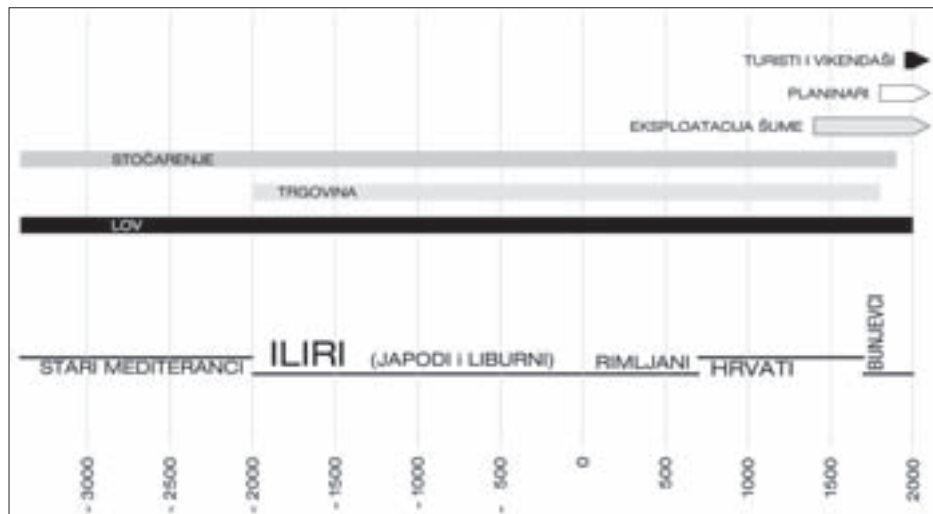 TURISTI I VIKENDAŠI
PLANINARI
EKSPLOATACIJA ŠUME
STOČARENJE
TRGOVINA
LOV
BUNJEVCI
STARI MEDITERANCI
ILIRI (JAPODI i LIBURNI)
RIMLJANI
HRVATI
- 3000
- 2500
- 2000
- 1500
- 1000
- 500
0
500
1000
1500
2000